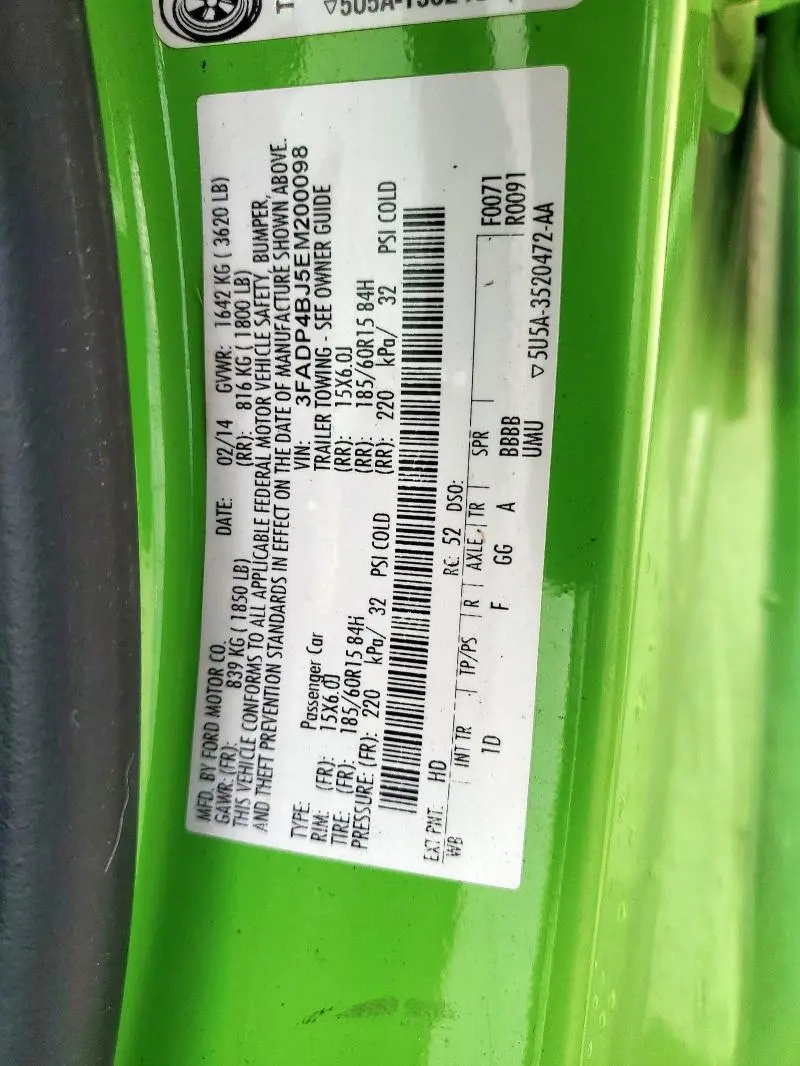 MFD. BY FORD MOTOR CO. DATE: 02/14 GVWR: 1642 KG ( 3620 LB)
GAWR: (FR): 839 KG ( 1850 LB) (RR): 816 KG ( 1800 LB)
THIS VEHICLE CONFORMS TO ALL APPLICABLE FEDERAL MOTOR VEHICLE SAFETY, BUMPER,
AND THEFT PREVENTION STANDARDS IN EFFECT ON THE DATE OF MANUFACTURE SHOWN ABOVE.
VIN: 3FADP4BJ5EM200098
TYPE: Passenger Car TRAILER TOWING - SEE OWNER GUIDE
RIM: (FR): 15X6.0J (RR): 15X6.0J
TIRE: (FR): 185/60R15 84H (RR): 185/60R15 84H
PRESSURE: (FR): 220 kPa/ 32 PSI COLD (RR): 220 kPa/ 32 PSI COLD
EXT PNT: HD RC: 52 DSO:
WB INT TR TP/PS R AXLE TR SPR F0071
1D F GG A BBBB R0091
UMU ▽5U5A-3520472-AA